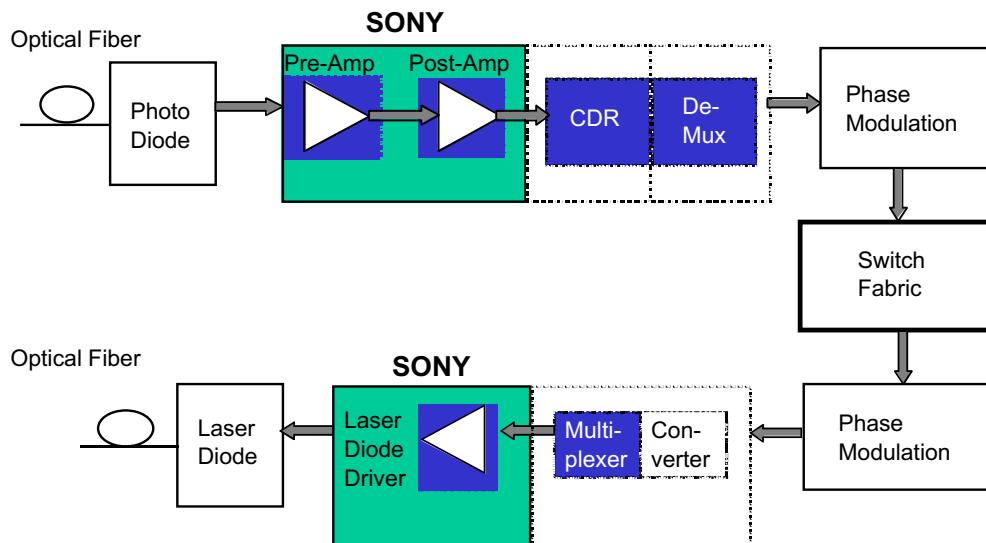 SONY
Optical Fiber
Pre-Amp
Post-Amp
Photo
Diode
CDR
De-
Mux
Phase
Modulation
Switch
Fabric
Optical Fiber
SONY
Laser
Diode
Laser
Diode
Driver
Multi-
plexer
Con-
verter
Phase
Modulation